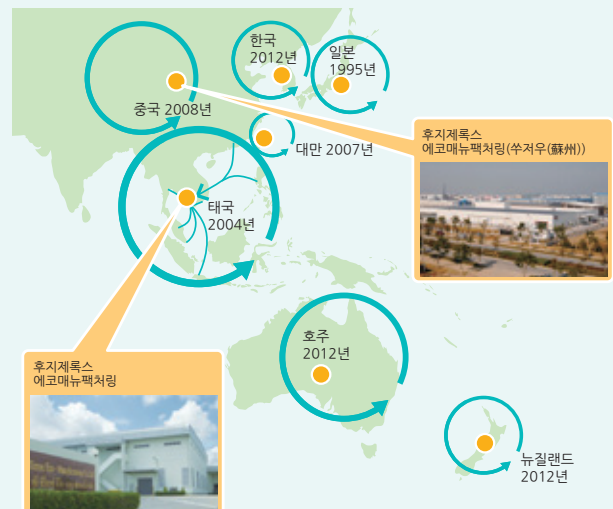 한국
2012년
일본
1995년
중국 2008년
대만 2007년
후지제록스
에코매뉴팩처링(쑤저우(蘇州))
태국
2004년
호주
2012년
후지제록스
에코매뉴팩처링
뉴질랜드
2012년